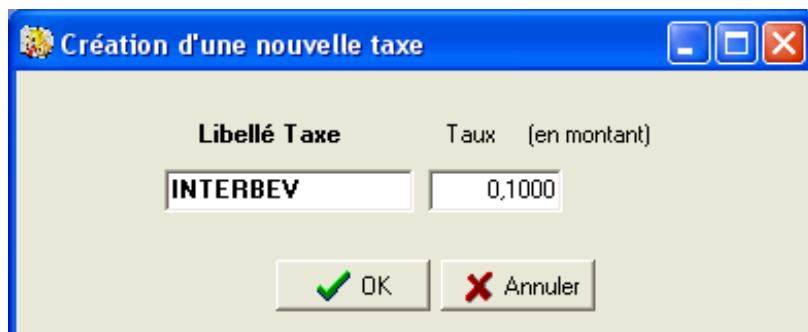 Création d'une nouvelle taxe
Libellé Taxe Taux (en montant)
INTERBEV 0,1000
OK Annuler